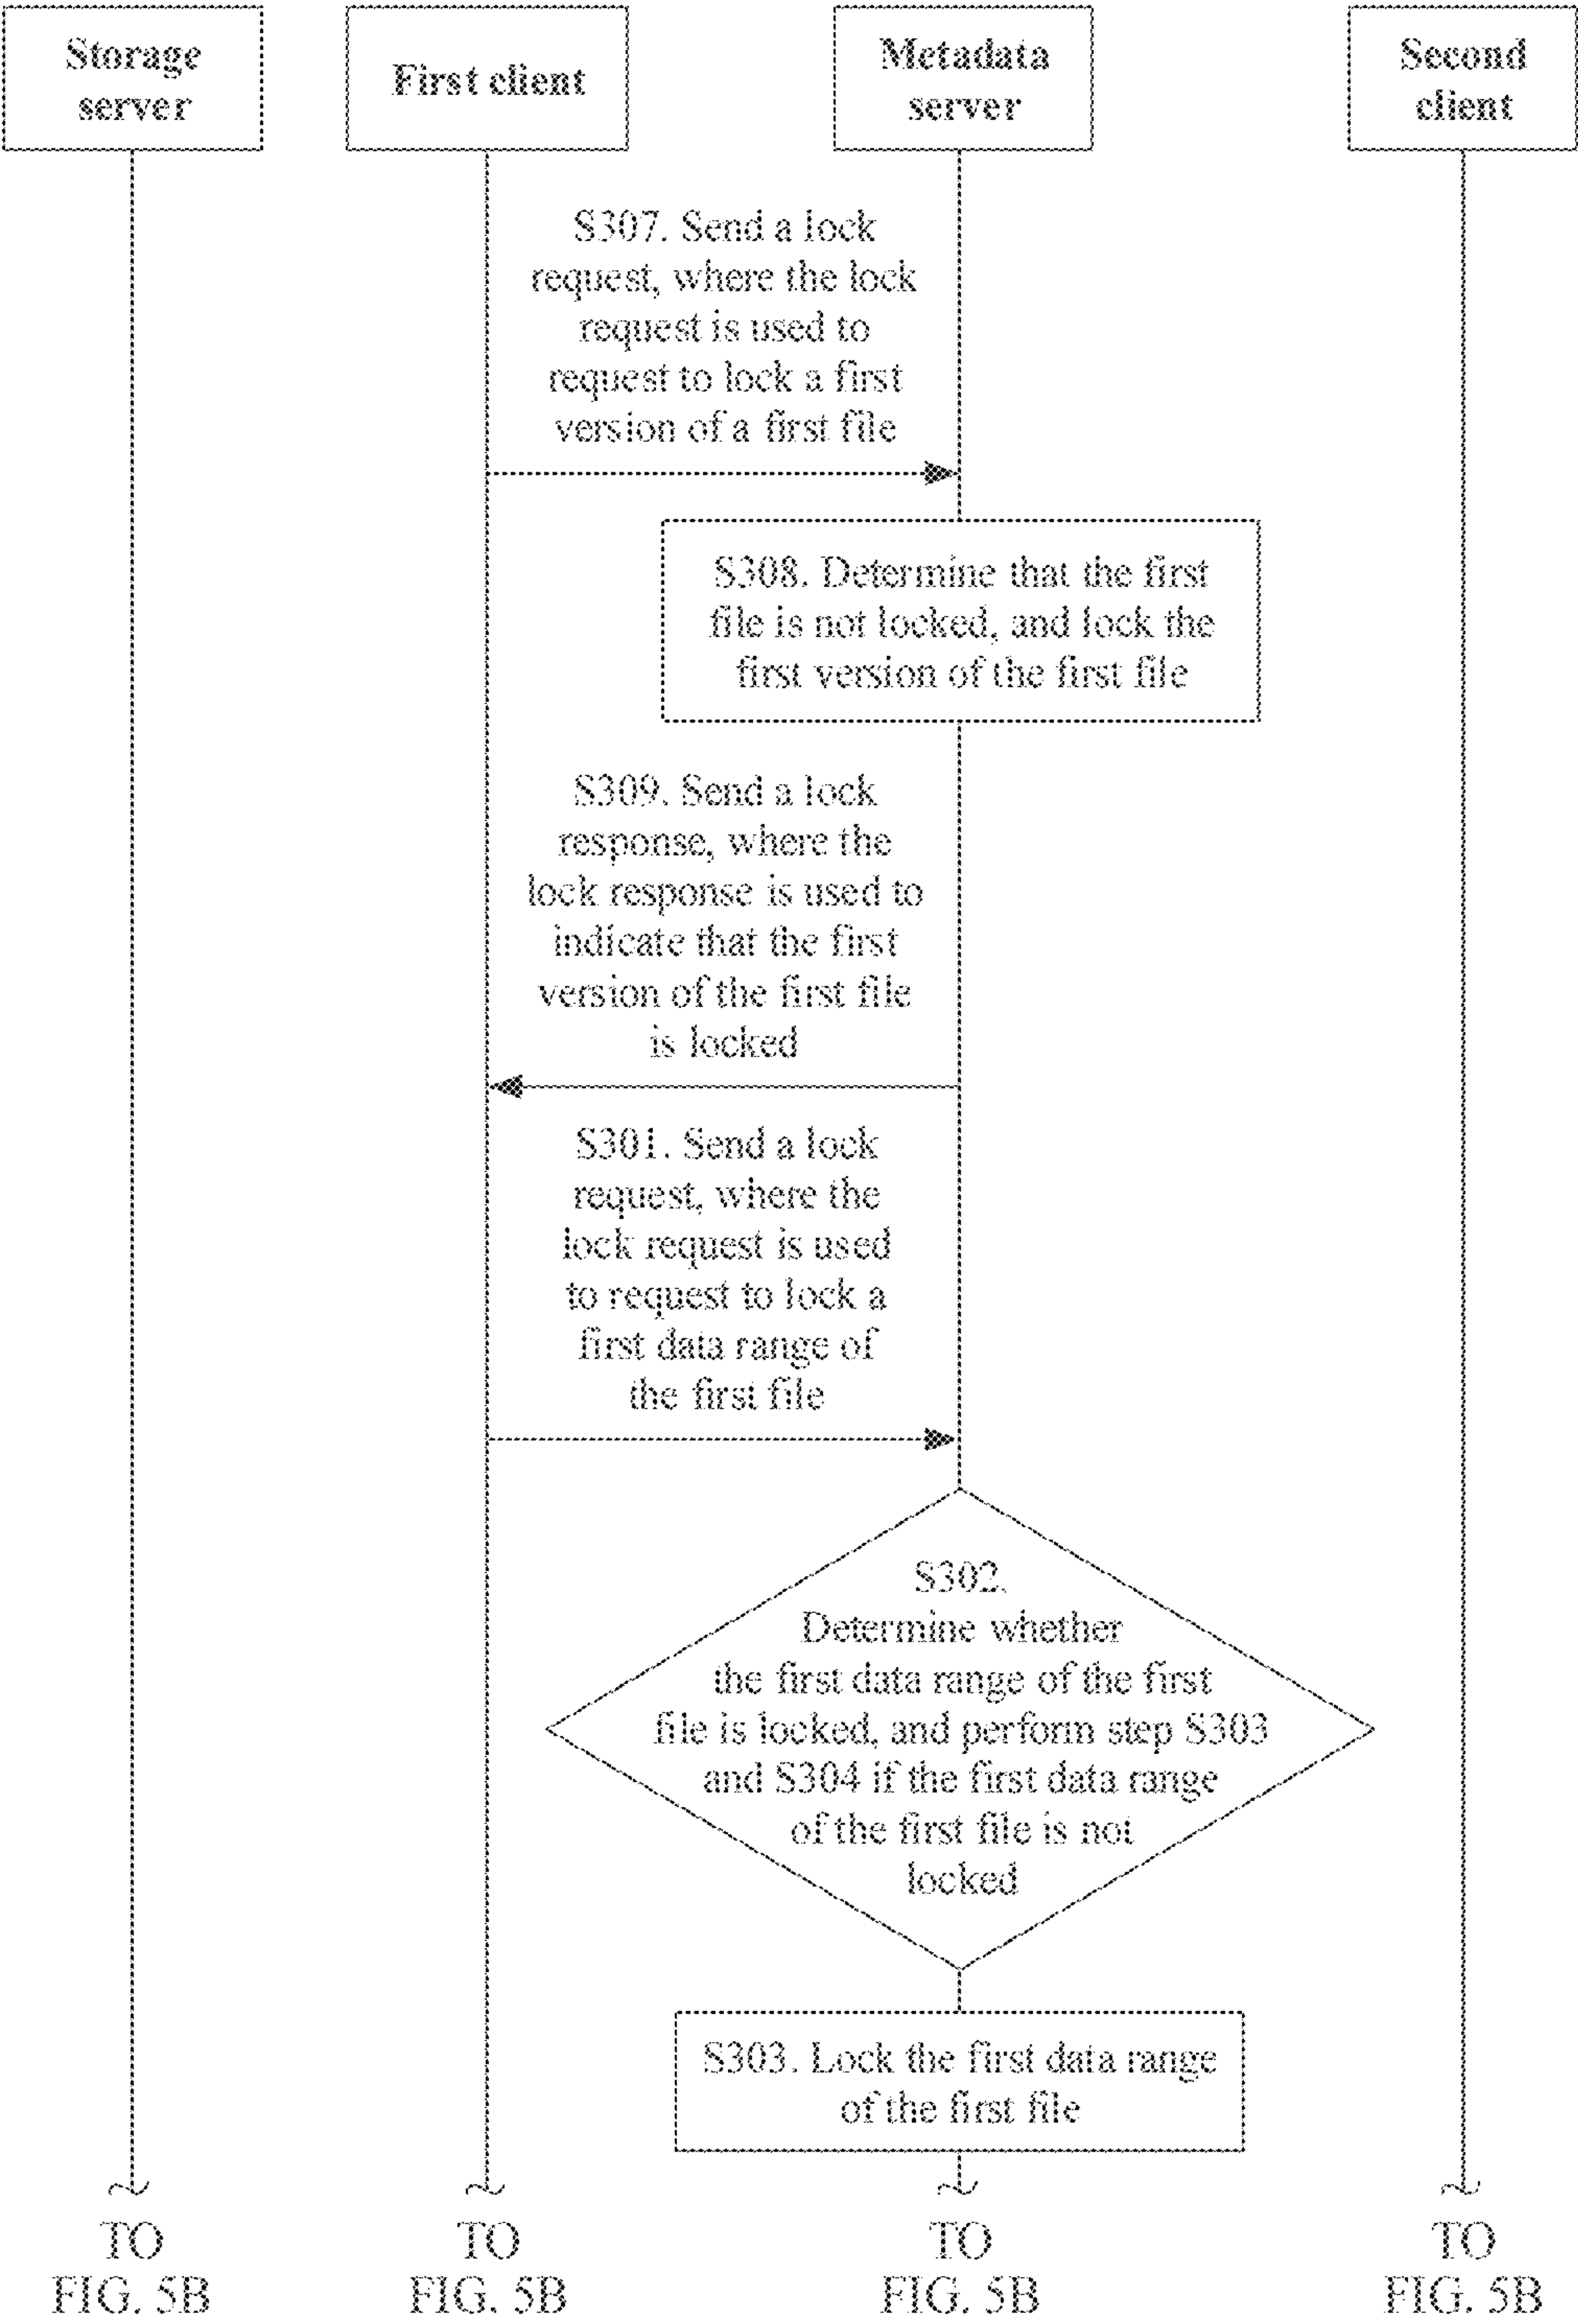 Storage
server
First client
Metadata
server
Second
client
S307. Send a lock
request, where the lock
request is used to
request to lock a first
version of a first file
S308. Determine that the first
file is not locked, and lock the
first version of the first file
S309. Send a lock
response, where the
lock response is used to
indicate that the first
version of the first file
is locked
S301. Send a lock
request, where the
lock request is used
to request to lock a
first data range of
the first file
S302.
Determine whether
the first data range of the first
file is locked, and perform step S303
and S304 if the first data range
of the first file is not
locked
S303. Lock the first data range
of the first file
TO
FIG. 5B
TO
FIG. 5B
TO
FIG. 5B
TO
FIG. 5B